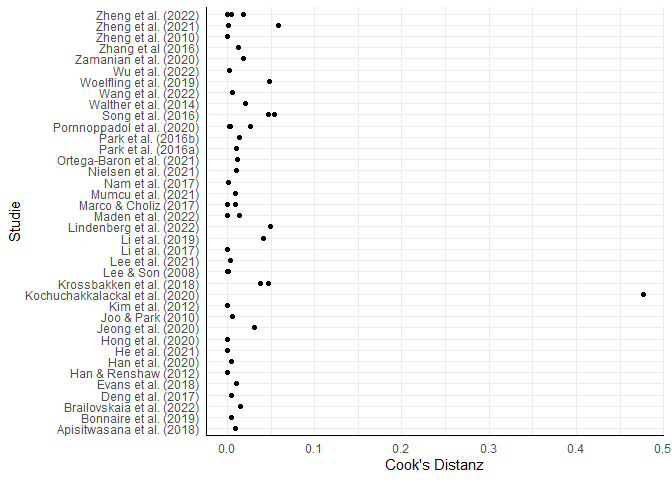 Zheng et al. (2022)
Zheng et al. (2021)
Zheng et al. (2010)
Zhang et al (2016)
Zamanian et al. (2020)
Wu et al. (2022)
Woelfling et al. (2019)
Wang et al. (2022)
Walther et al. (2014)
Song et al. (2016)
Pornnoppadol et al. (2020)
Park et al. (2016b)
Park et al. (2016a)
Ortega-Baron et al. (2021)
Nielsen et al. (2021)
Nam et al. (2017)
Mumcu et al. (2021)
Marco & Choliz (2017)
Maden et al. (2022)
Lindenberg et al. (2022)
Li et al. (2019)
Li et al. (2017)
Lee et al. (2021)
Lee & Son (2008)
Krossbakken et al. (2018)
Kochuchakkalackal et al. (2020)
Kim et al. (2012)
Joo & Park (2010)
Jeong et al. (2020)
Hong et al. (2020)
He et al. (2021)
Han et al. (2020)
Han & Renshaw (2012)
Evans et al. (2018)
Deng et al. (2017)
Brailovskaia et al. (2022)
Bonnaire et al. (2019)
Apisitwasana et al. (2018)
Studie
0.0 0.1 0.2 0.3 0.4 0.5
Cook's Distanz